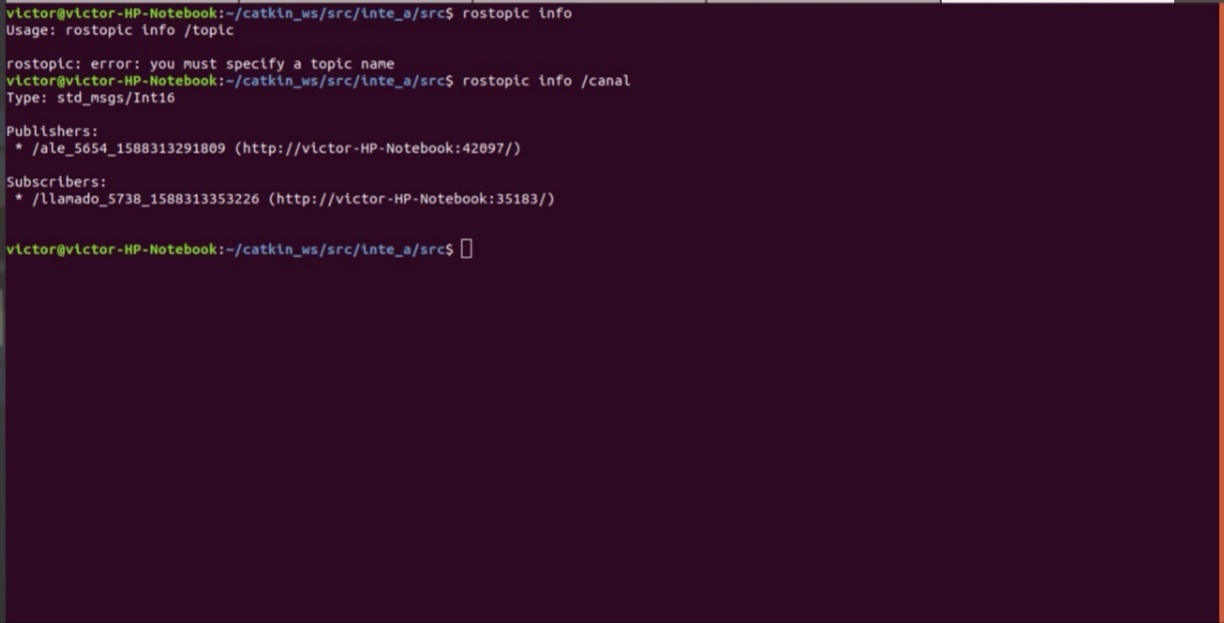 victor@victor-HP-Notebook:~/catkin_ws/src/inte_a/src$ rostopic info
Usage: rostopic info /topic
rostopic: error: you must specify a topic name
victor@victor-HP-Notebook:~/catkin_ws/src/inte_a/src$ rostopic info /canal
Type: std_msgs/Int16
Publishers:
* /ale_5654_1588313291809 (http://victor-HP-Notebook:42097/)
Subscribers:
* /llamado_5738_1588313353226 (http://victor-HP-Notebook:35183/)
victor@victor-HP-Notebook:~/catkin_ws/src/inte_a/src$